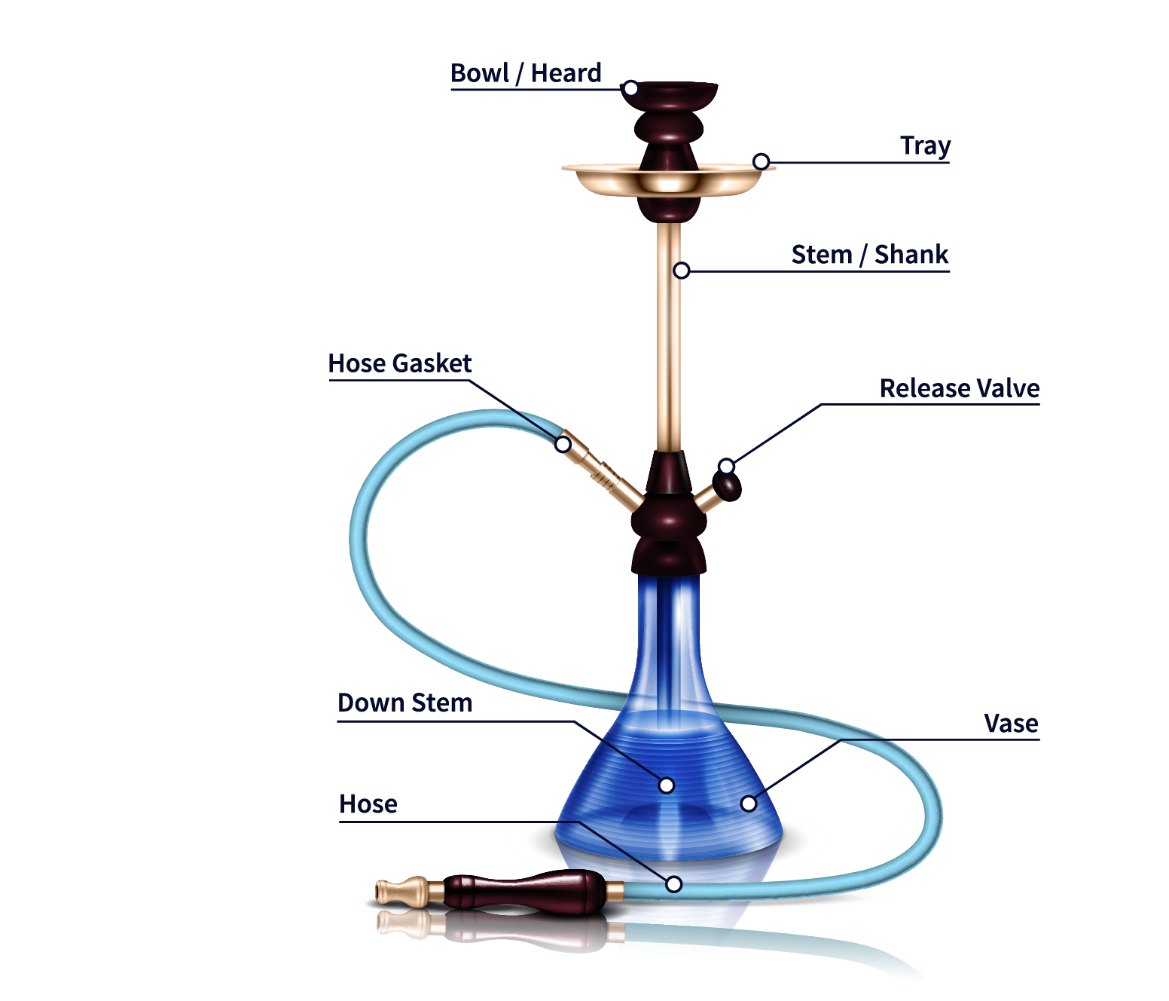 Bowl / Heard
Tray
Stem / Shank
Hose Gasket
Release Valve
Down Stem
Vase
Hose